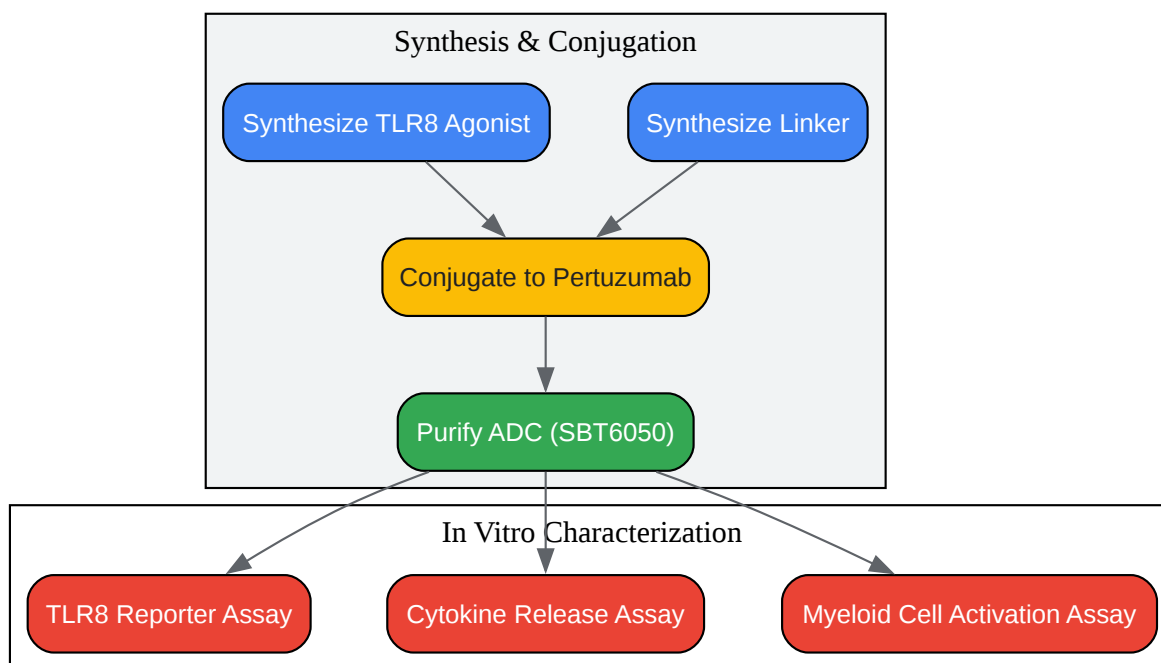 Synthesis & Conjugation
Synthesize TLR8 Agonist
Synthesize Linker
Conjugate to Pertuzumab
Purify ADC (SBT6050)
In Vitro Characterization
TLR8 Reporter Assay
Cytokine Release Assay
Myeloid Cell Activation Assay